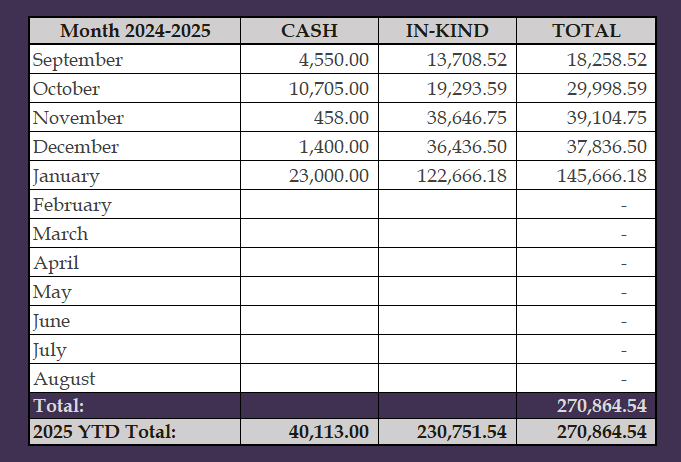 Month 2024-2025 CASH IN-KIND TOTAL
September 4,550.00 13,708.52 18,258.52
October 10,705.00 19,293.59 29,998.59
November 458.00 38,646.75 39,104.75
December 1,400.00 36,436.50 37,836.50
January 23,000.00 122,666.18 145,666.18
February -
March -
April -
May -
June -
July -
August -
Total: 270,864.54
2025 YTD Total: 40,113.00 230,751.54 270,864.54